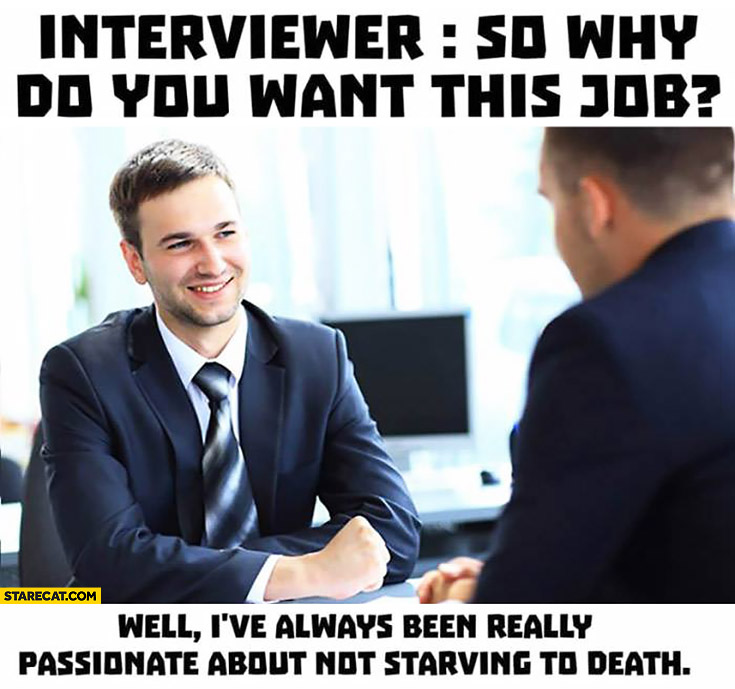 INTERVIEWER : SO WHY
DO YOU WANT THIS JOB?
STARECAT.COM
WELL, I'VE ALWAYS BEEN REALLY
PASSIONATE ABOUT NOT STARVING TO DEATH.